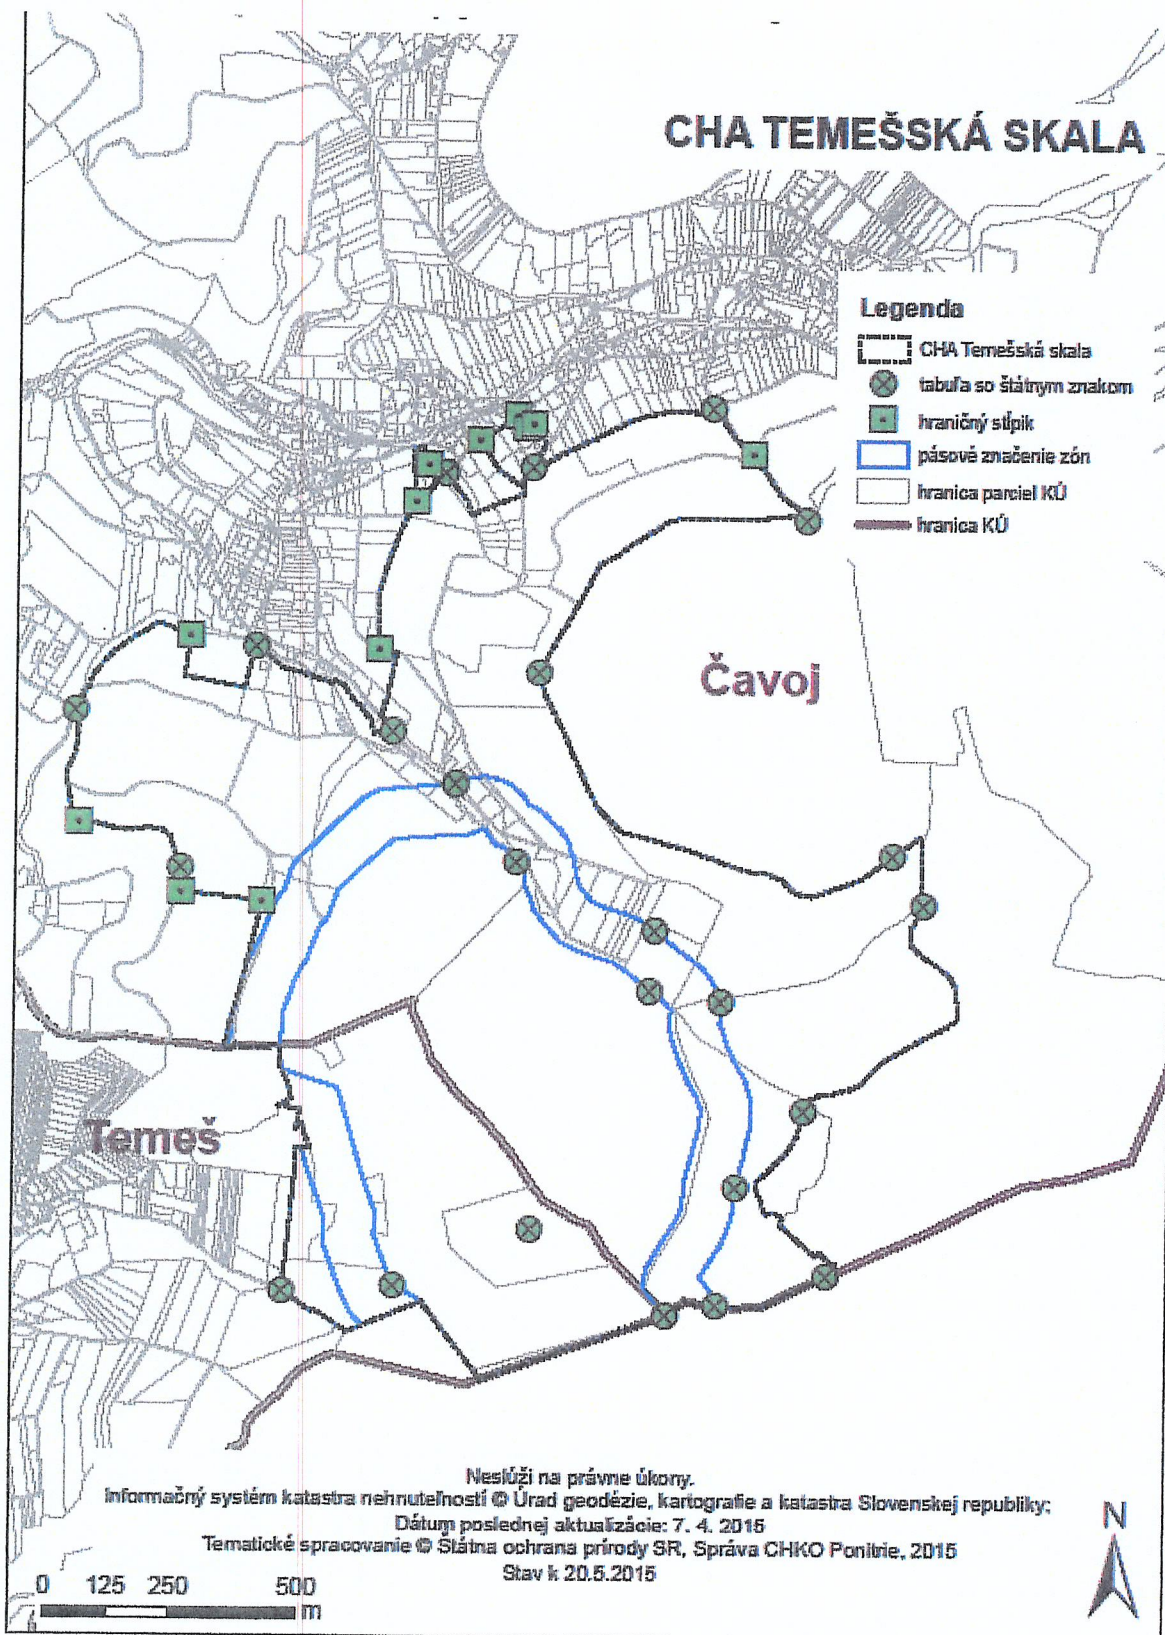 CHA TEMEŠSKÁ SKALA
Legenda
CHA Temešská skala
tabuľa so štátnym znakom
hraničný stĺpik
pásové značenie zón
hranica parciel KÚ
hranica KÚ
Čavoj
Temeš
Neslúži na právne úkony.
Informačný systém katastra nehnuteľností © Úrad geodézie, kartografie a katastra Slovenskej republiky;
Dátum poslednej aktualizácie: 7. 4. 2015
Tematické spracovanie © Štátna ochrana prírody SR, Správa CHKO Ponitrie, 2015
Stav k 20.5.2015
N
0 125 250 500
m